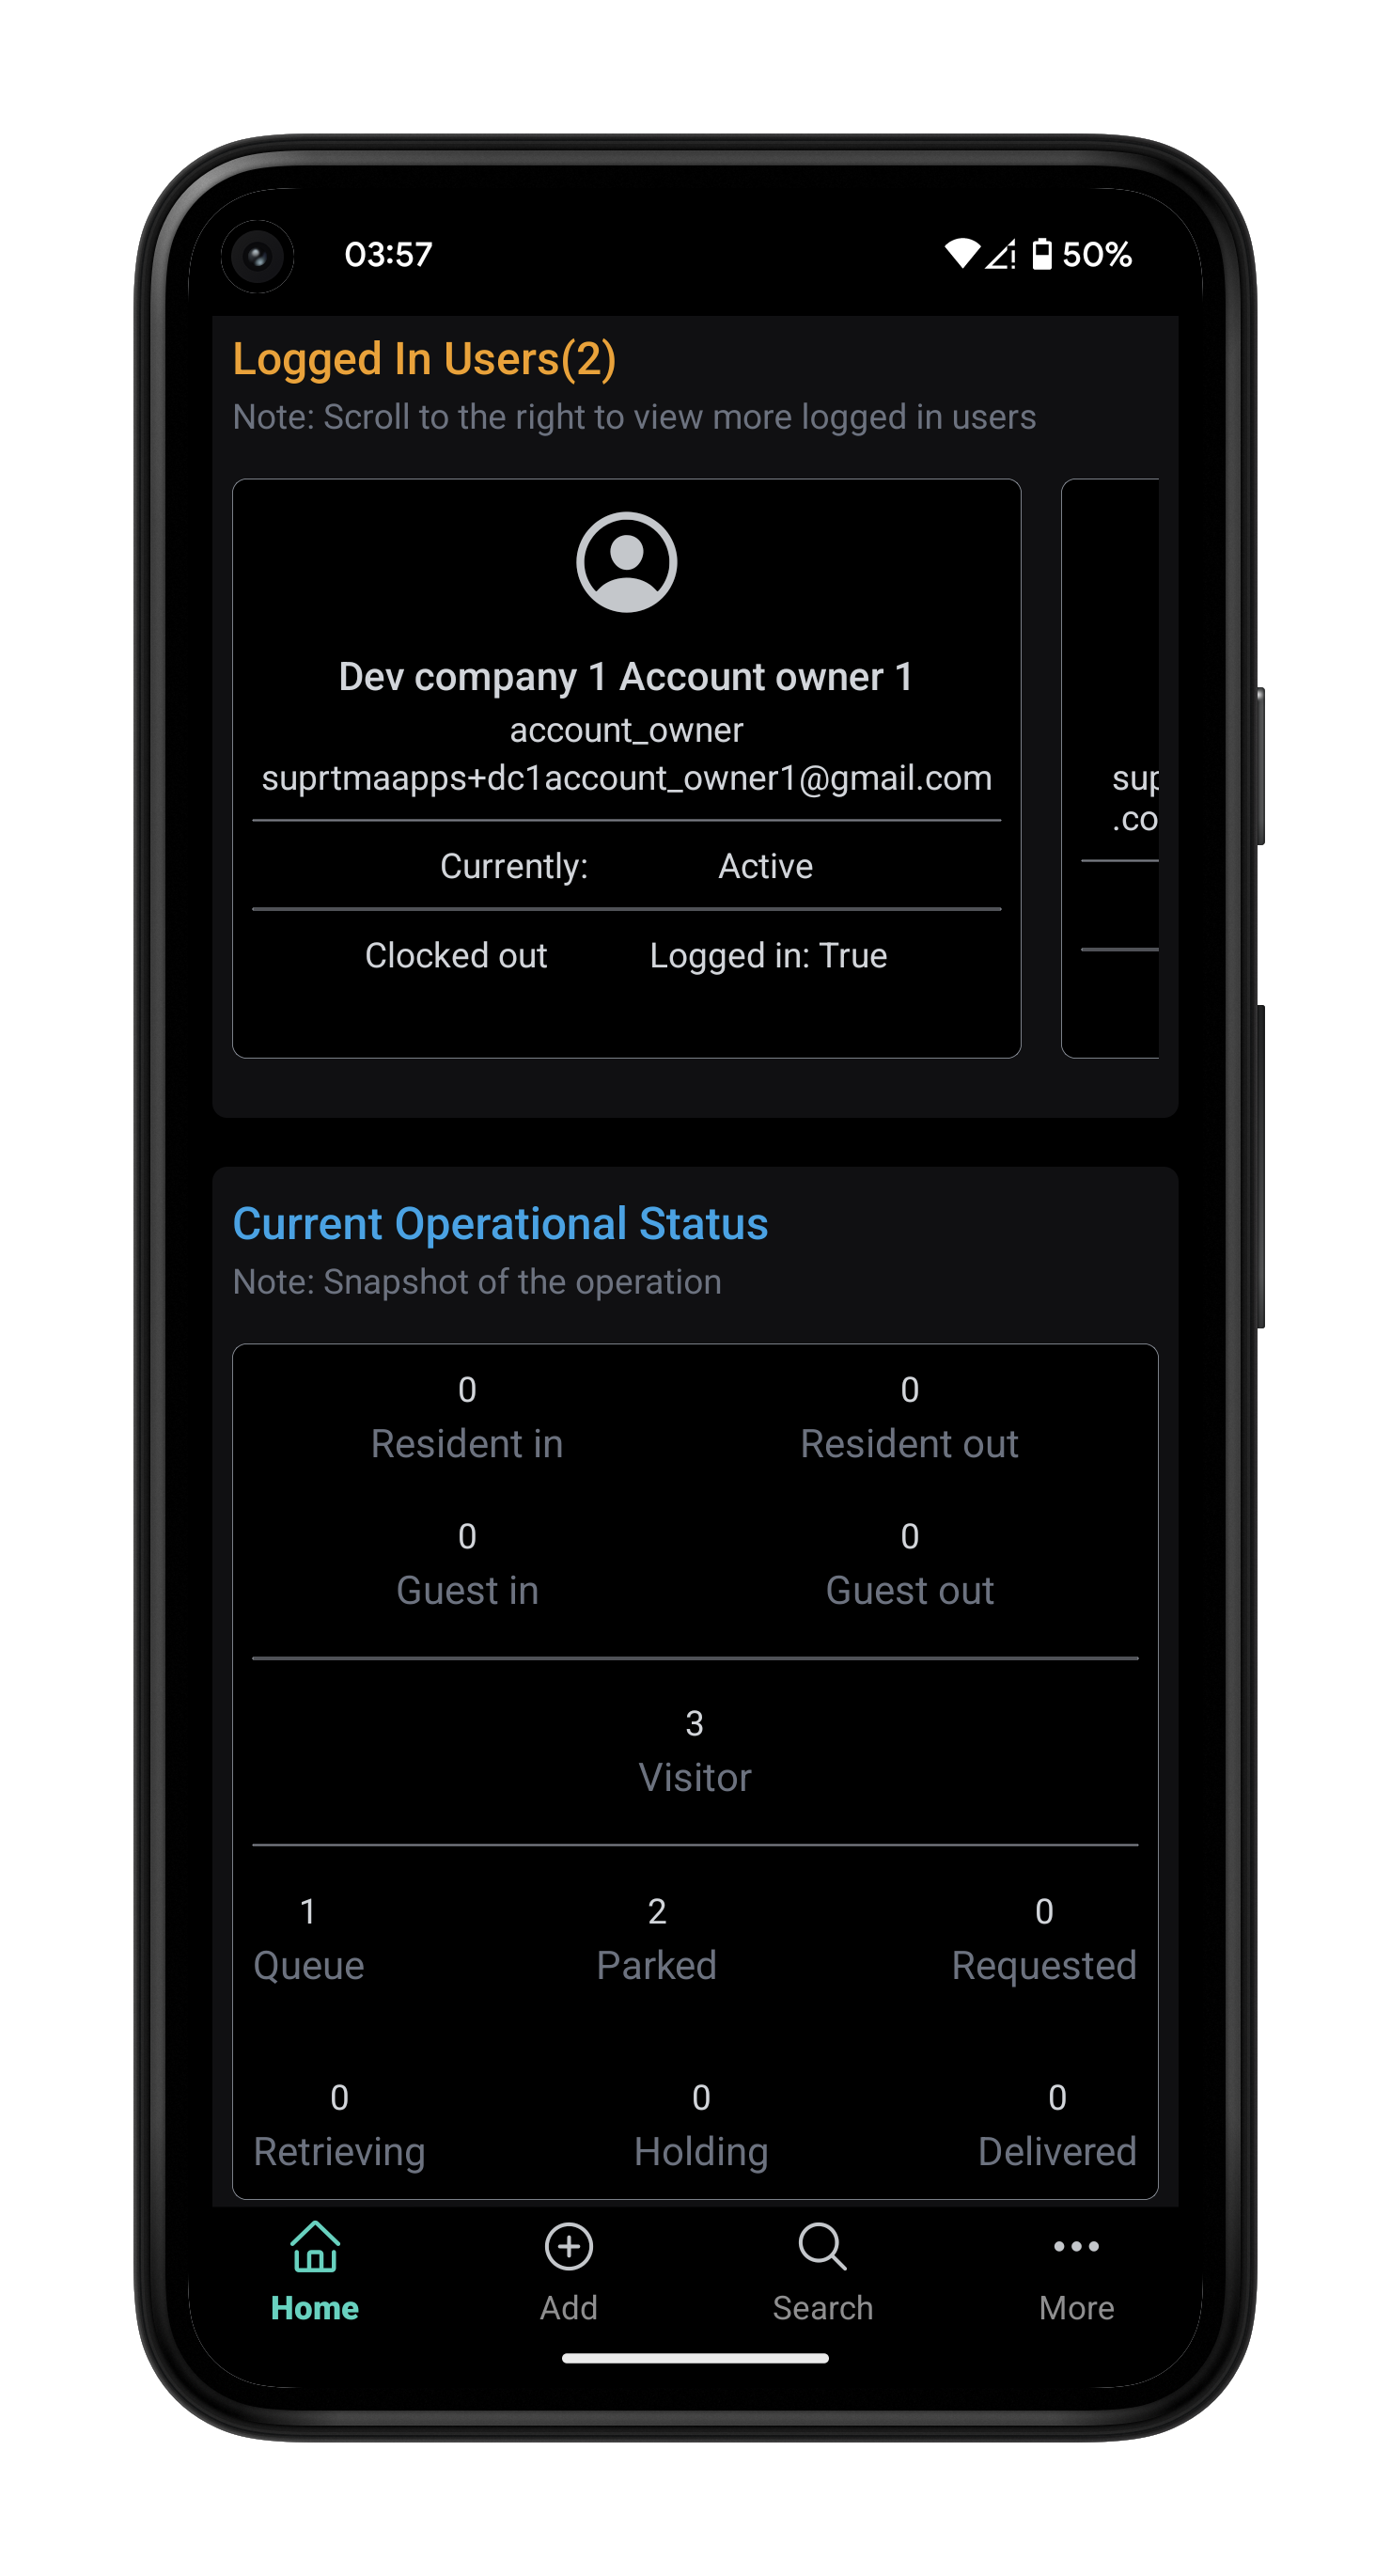 03:57
50%
Logged In Users(2)
Note: Scroll to the right to view more logged in users
Dev company 1 Account owner 1
account_owner
suprtmaapps+dc1account_owner1@gmail.com
sup
.co
Currently: Active
Clocked out Logged in: True
Current Operational Status
Note: Snapshot of the operation
0 0
Resident in Resident out
0 0
Guest in Guest out
3
Visitor
1 2 0
Queue Parked Requested
0 0 0
Retrieving Holding Delivered
Home Add Search More